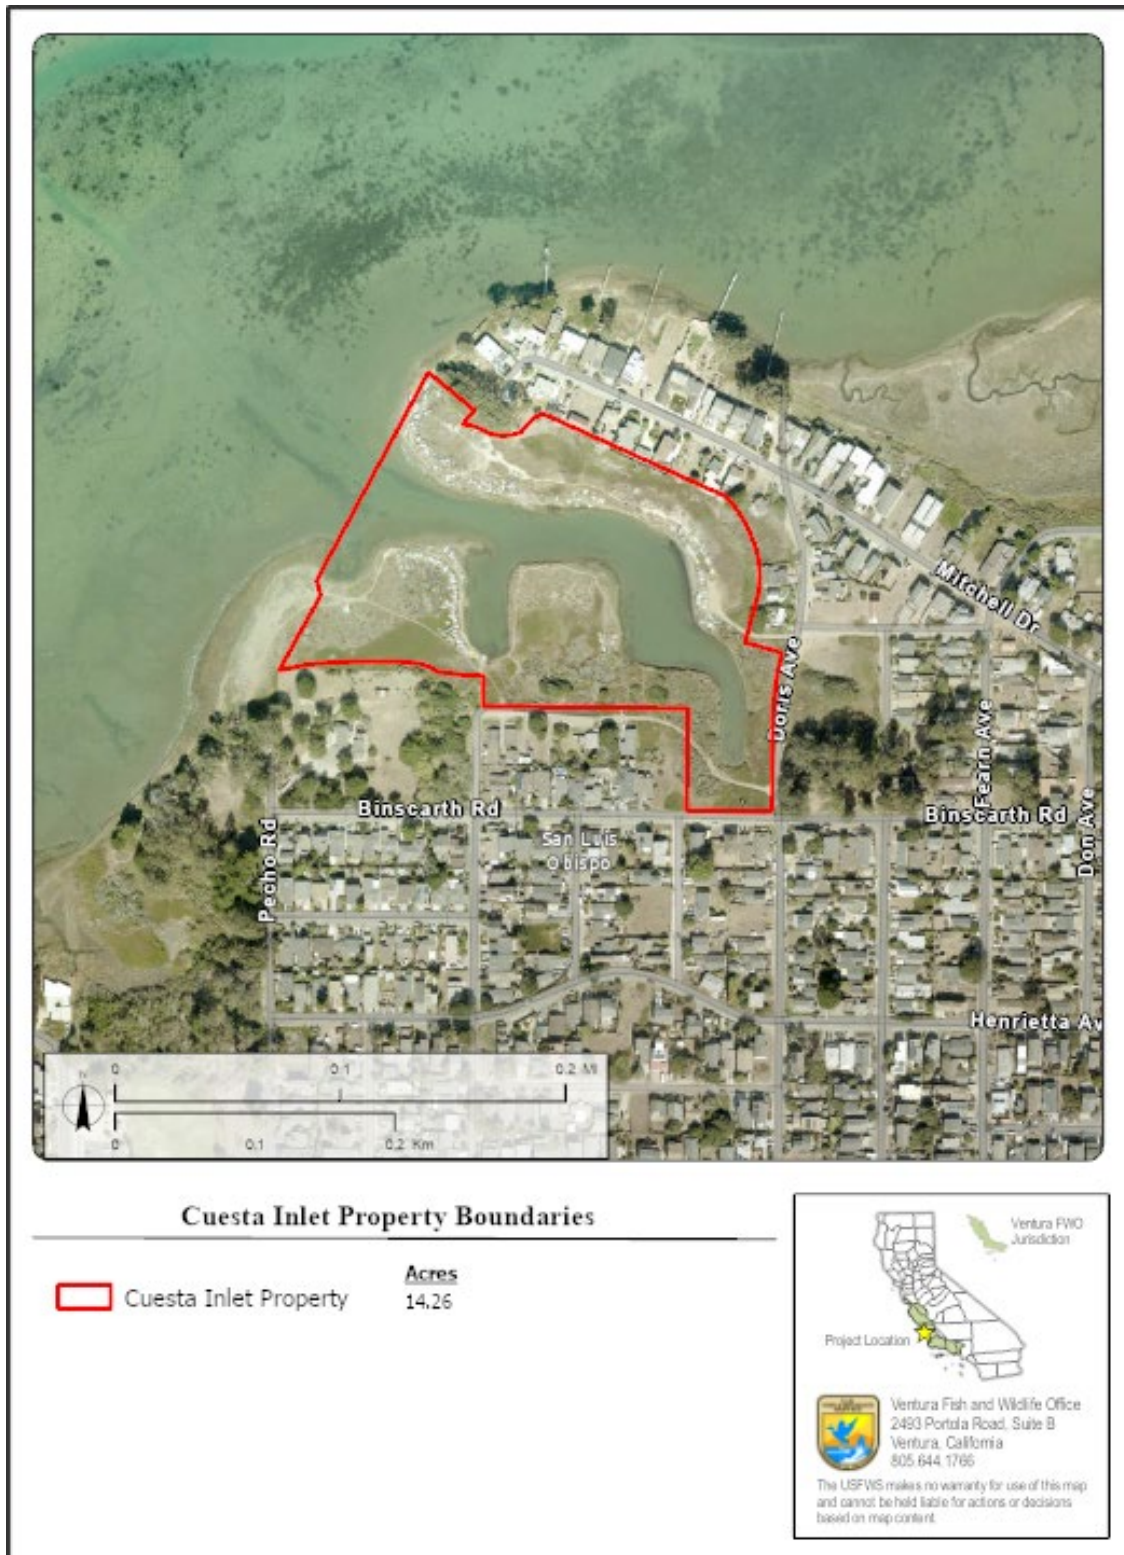 Mitchell Dr
Doris Ave
Fearn Ave
Binscarth Rd
Binscarth Rd
Don Ave
San Luis
Obispo
Pecho Rd
Henrietta Av
N
0 0.1 0.2 Mi
0 0.1 0.2 Km
Cuesta Inlet Property Boundaries
Acres
Cuesta Inlet Property 14.26
Ventura FWO
Jurisdiction
Project Location
Ventura Fish and Wildlife Office
2493 Portola Road, Suite B
Ventura, California
805.644.1766
The USFWS makes no warranty for use of this map
and cannot be held liable for actions or decisions
based on map content.